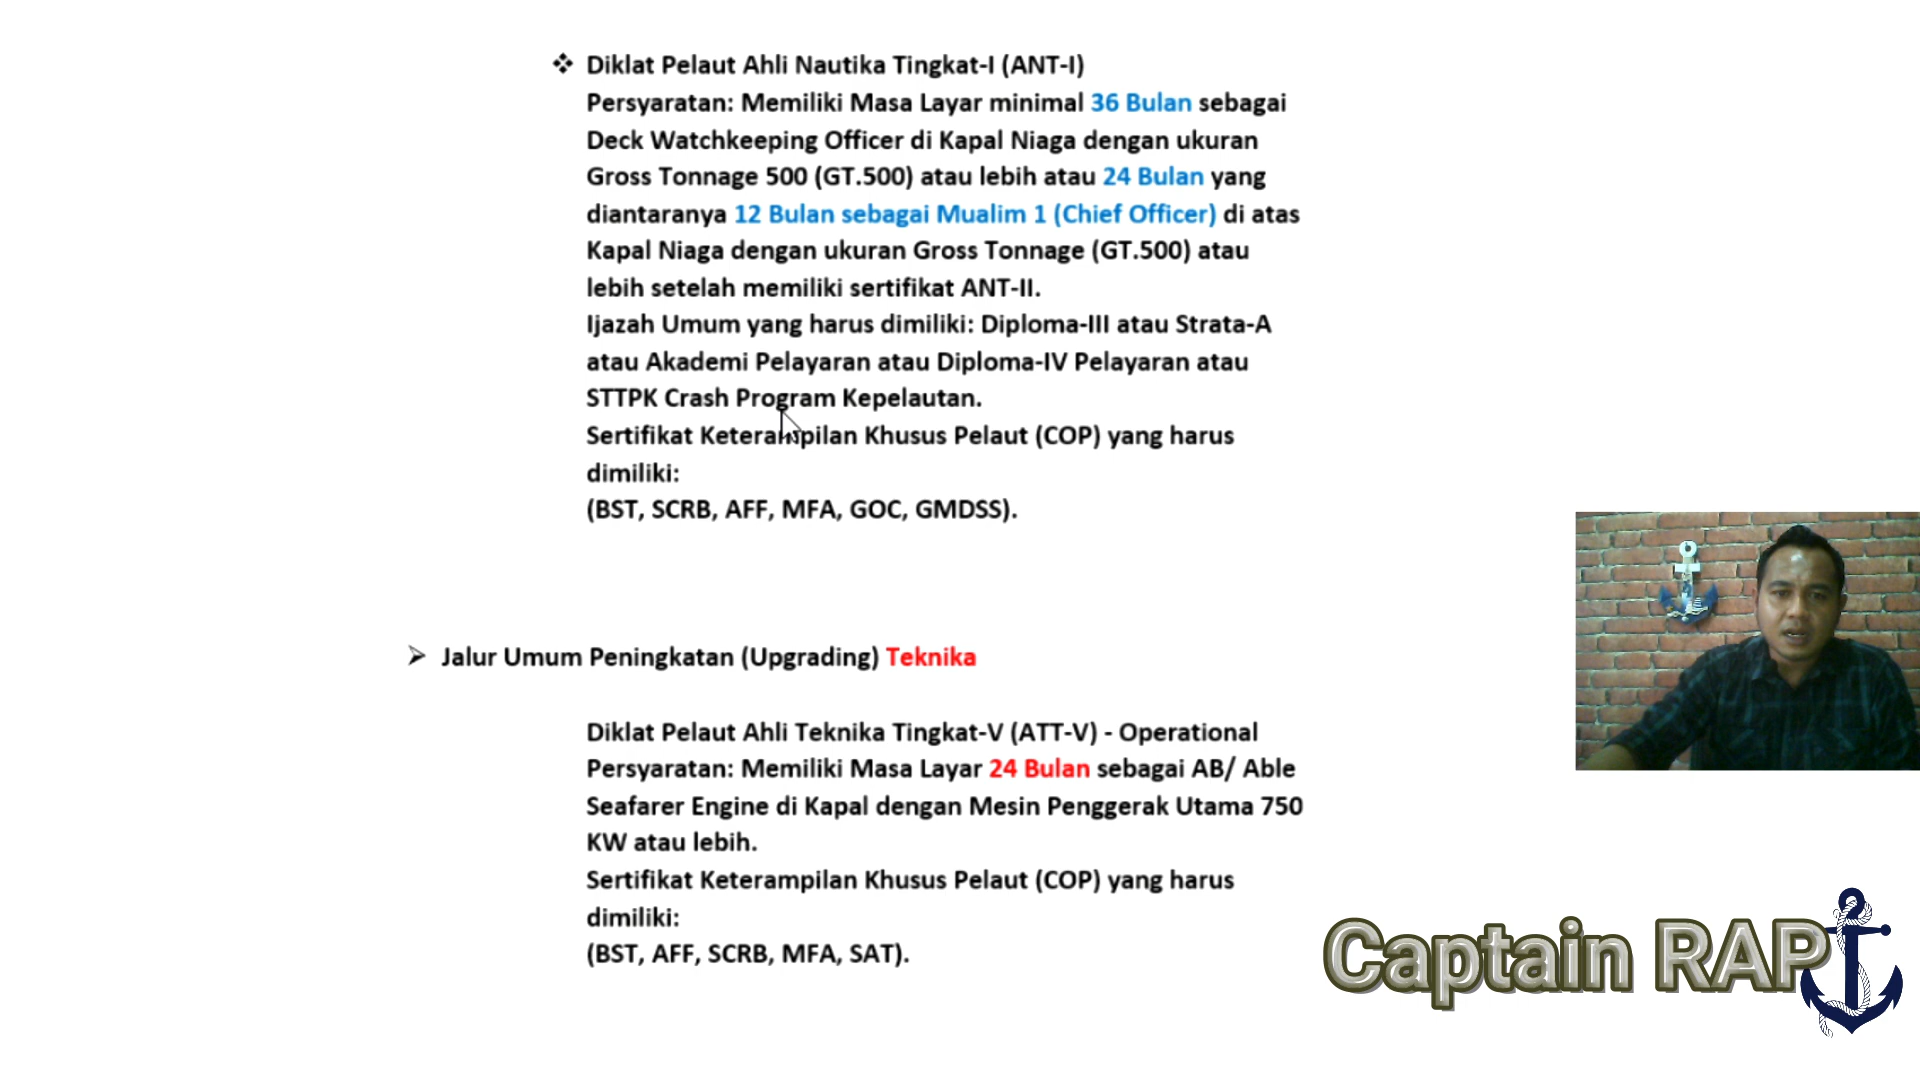 ❖ Diklat Pelaut Ahli Nautika Tingkat-I (ANT-I)
Persyaratan: Memiliki Masa Layar minimal 36 Bulan sebagai
Deck Watchkeeping Officer di Kapal Niaga dengan ukuran
Gross Tonnage 500 (GT.500) atau lebih atau 24 Bulan yang
diantaranya 12 Bulan sebagai Mualim 1 (Chief Officer) di atas
Kapal Niaga dengan ukuran Gross Tonnage (GT.500) atau
lebih setelah memiliki sertifikat ANT-II.
Ijazah Umum yang harus dimiliki: Diploma-III atau Strata-A
atau Akademi Pelayaran atau Diploma-IV Pelayaran atau
STTPK Crash Program Kepelautan.
Sertifikat Keterampilan Khusus Pelaut (COP) yang harus
dimiliki:
(BST, SCRB, AFF, MFA, GOC, GMDSS).
➢ Jalur Umum Peningkatan (Upgrading) Teknika
Diklat Pelaut Ahli Teknika Tingkat-V (ATT-V) - Operational
Persyaratan: Memiliki Masa Layar 24 Bulan sebagai AB/ Able
Seafarer Engine di Kapal dengan Mesin Penggerak Utama 750
KW atau lebih.
Sertifikat Keterampilan Khusus Pelaut (COP) yang harus
dimiliki:
(BST, AFF, SCRB, MFA, SAT).
Captain RAP